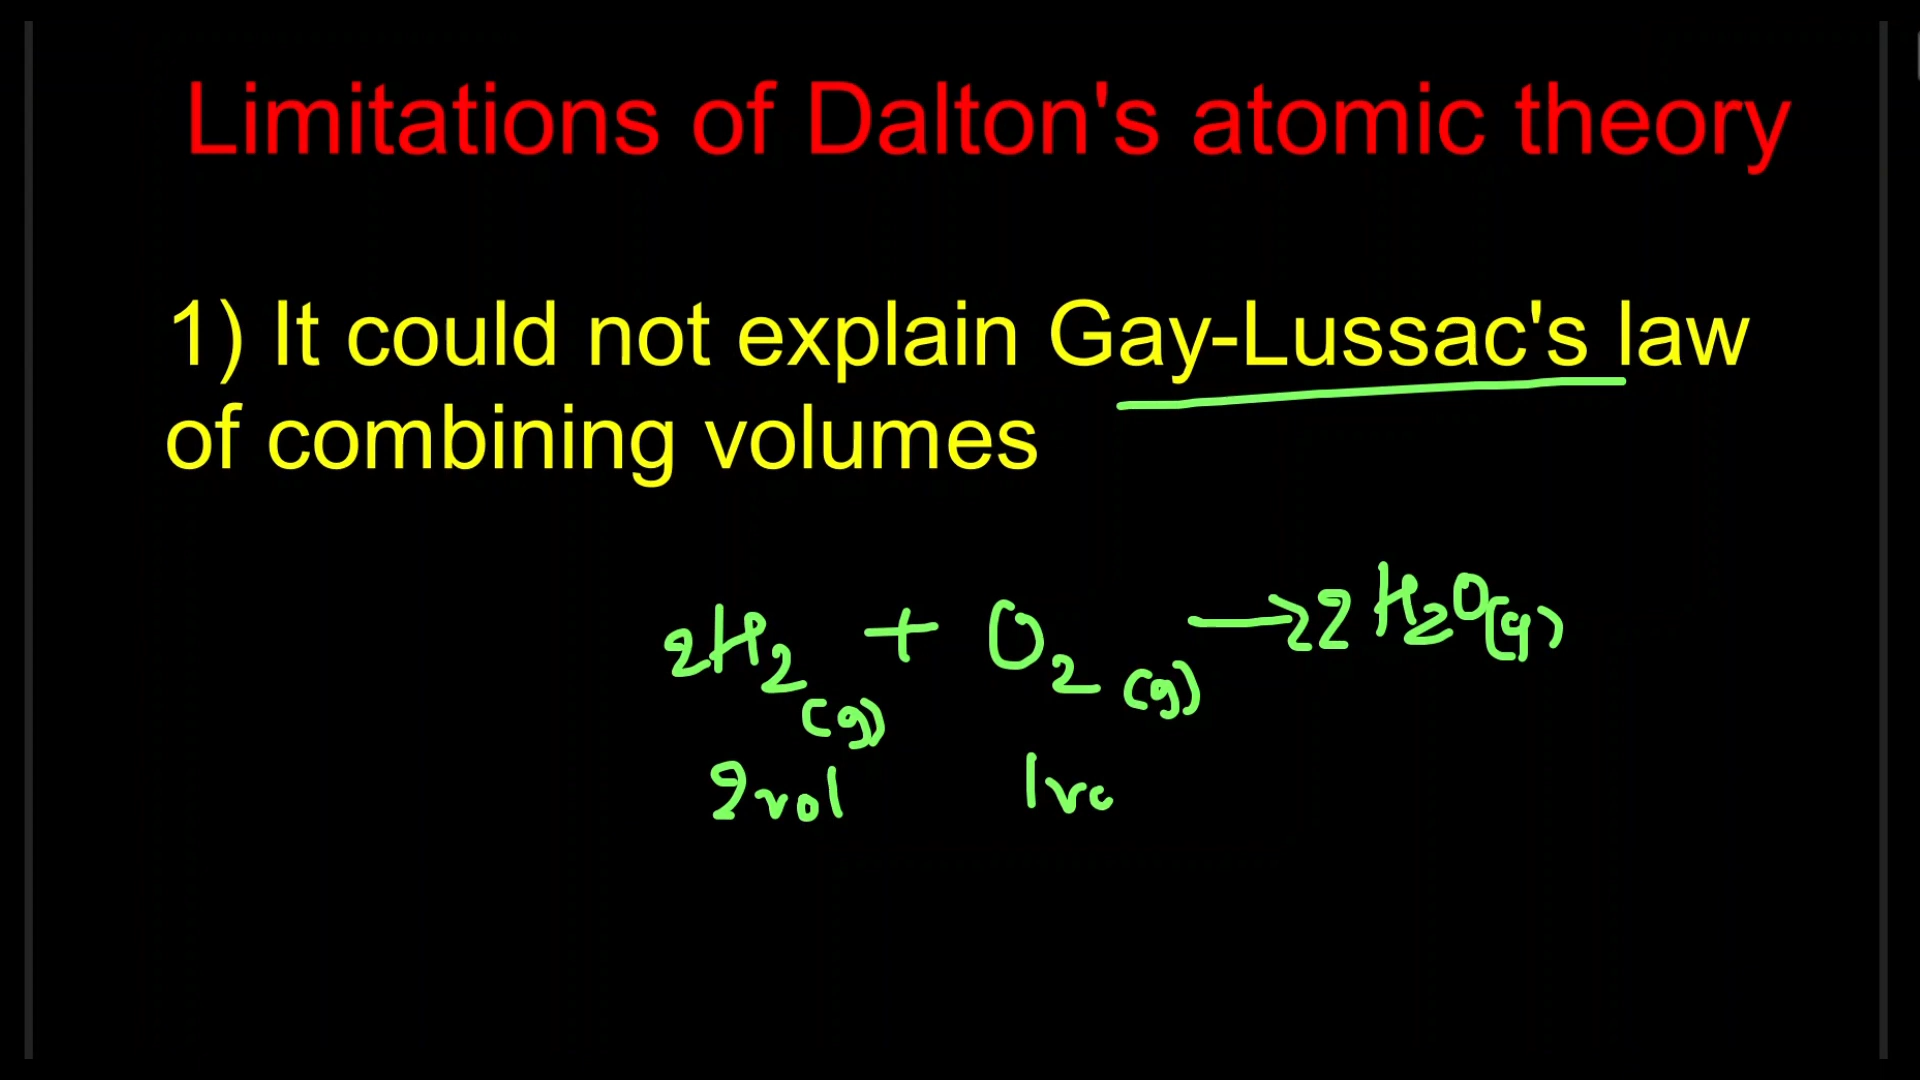 Limitations of Dalton's atomic theory
1) It could not explain Gay-Lussac's law
of combining volumes
2H₂(g) + O₂(g) → 2H₂O(g)
2vol 1vo